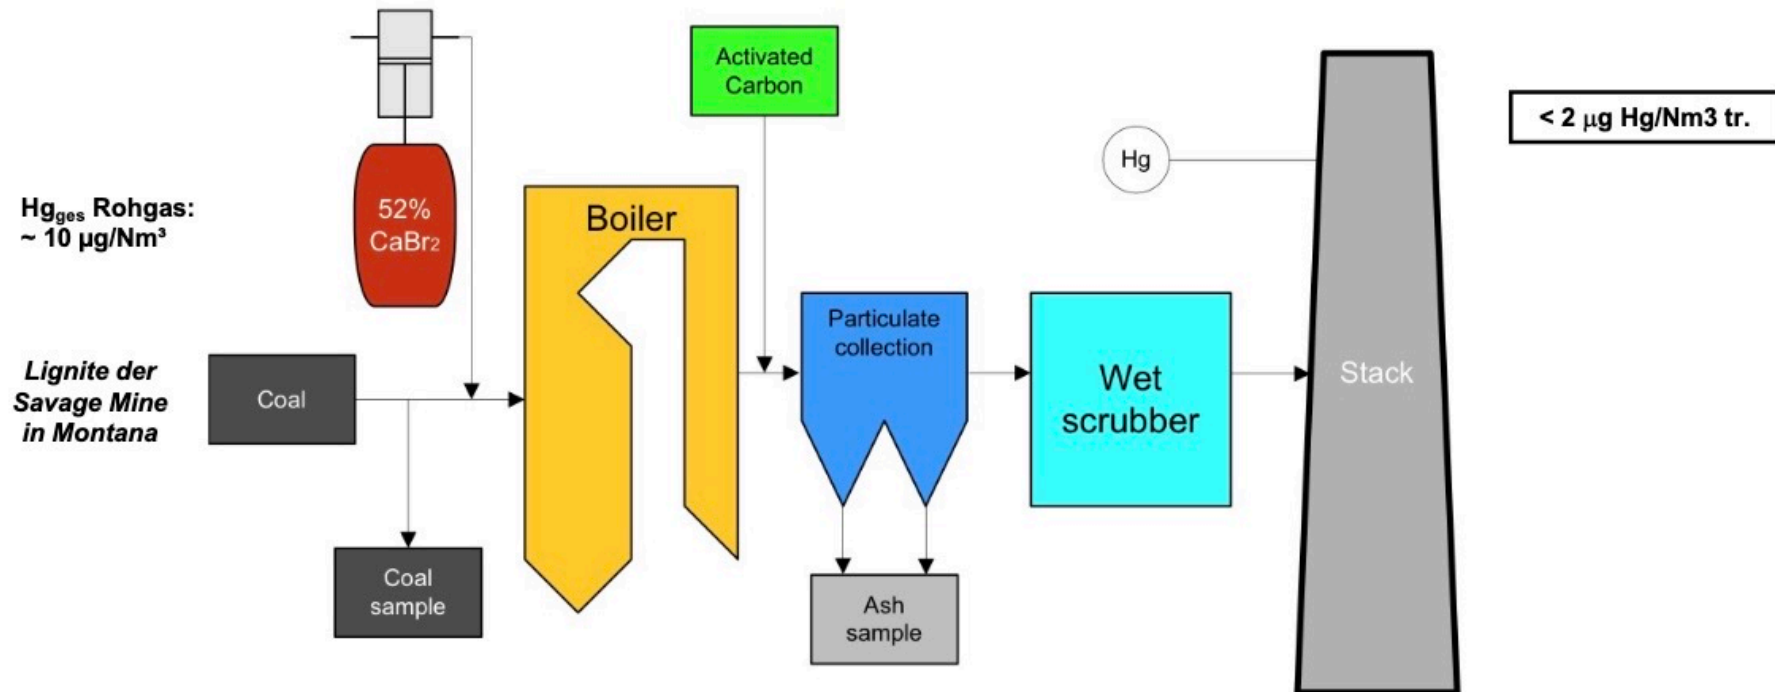 Activated
Carbon
< 2 μg Hg/Nm3 tr.
Hg
Hgges Rohgas:
~ 10 µg/Nm³
52%
CaBr2
Boiler
Particulate
collection
Lignite der
Savage Mine
in Montana
Coal
Wet
scrubber
Stack
Coal
sample
Ash
sample